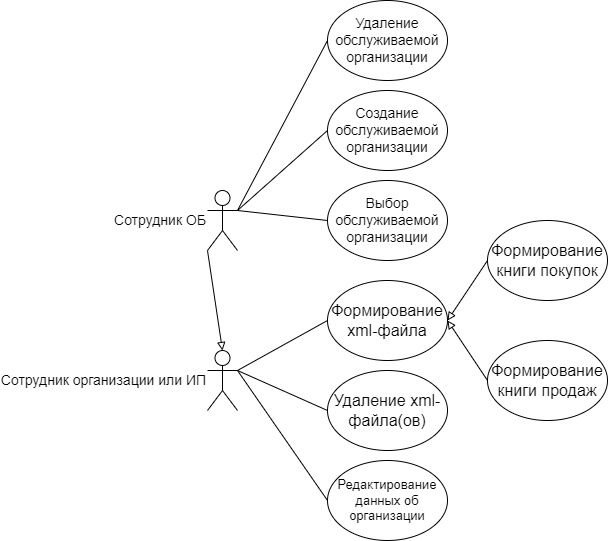 Удаление
обслуживаемой
организации
Создание
обслуживаемой
организации
Выбор
обслуживаемой
организации
Сотрудник ОБ
Формирование
книги покупок
Формирование
xml-файла
Сотрудник организации или ИП
Формирование
книги продаж
Удаление xml-
файла(ов)
Редактирование
данных об
организации